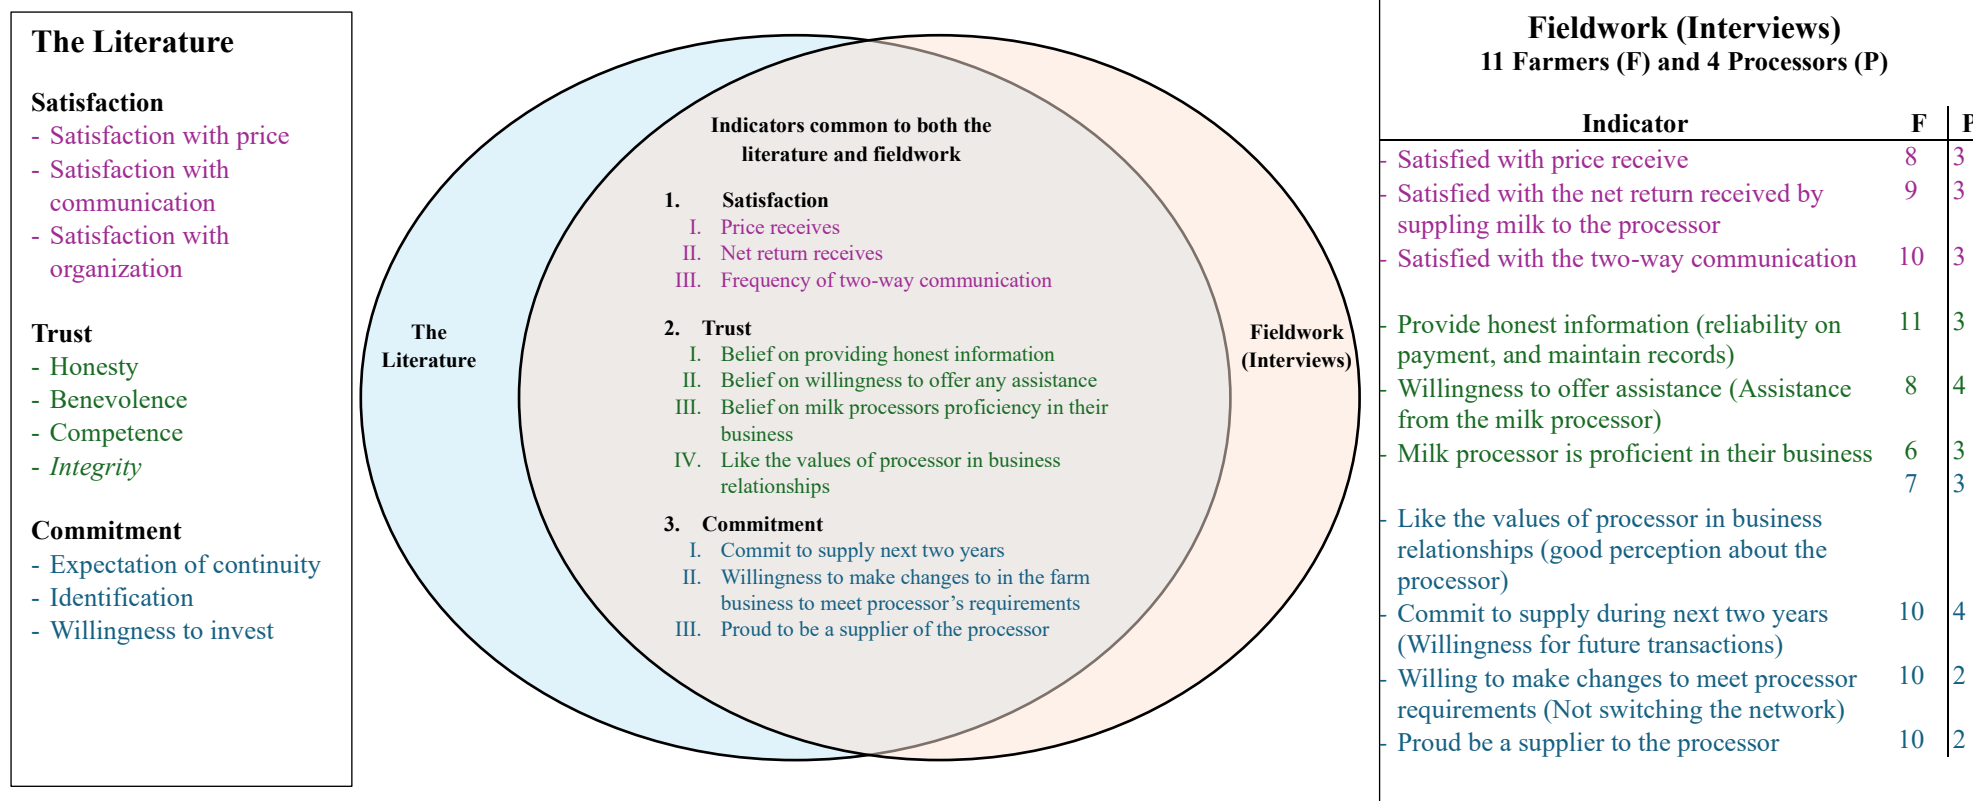 The Literature
Satisfaction
- Satisfaction with price
- Satisfaction with
communication
- Satisfaction with
organization
Trust
- Honesty
- Benevolence
- Competence
- Integrity
Commitment
- Expectation of continuity
- Identification
- Willingness to invest
The
Literature
Indicators common to both the
literature and fieldwork
1. Satisfaction
I. Price receives
II. Net return receives
III. Frequency of two-way communication
2. Trust
I. Belief on providing honest information
II. Belief on willingness to offer any assistance
III. Belief on milk processors proficiency in their
business
IV. Like the values of processor in business
relationships
3. Commitment
I. Commit to supply next two years
II. Willingness to make changes to in the farm
business to meet processor’s requirements
III. Proud to be a supplier of the processor
Fieldwork
(Interviews)
Fieldwork (Interviews)
11 Farmers (F) and 4 Processors (P)
Indicator F P
- Satisfied with price receive 8 3
- Satisfied with the net return received by 9 3
suppling milk to the processor
- Satisfied with the two-way communication 10 3
- Provide honest information (reliability on 11 3
payment, and maintain records)
- Willingness to offer assistance (Assistance 8 4
from the milk processor)
- Milk processor is proficient in their business 6 3
7 3
- Like the values of processor in business
relationships (good perception about the
processor)
- Commit to supply during next two years 10 4
(Willingness for future transactions)
- Willing to make changes to meet processor 10 2
requirements (Not switching the network)
- Proud be a supplier to the processor 10 2